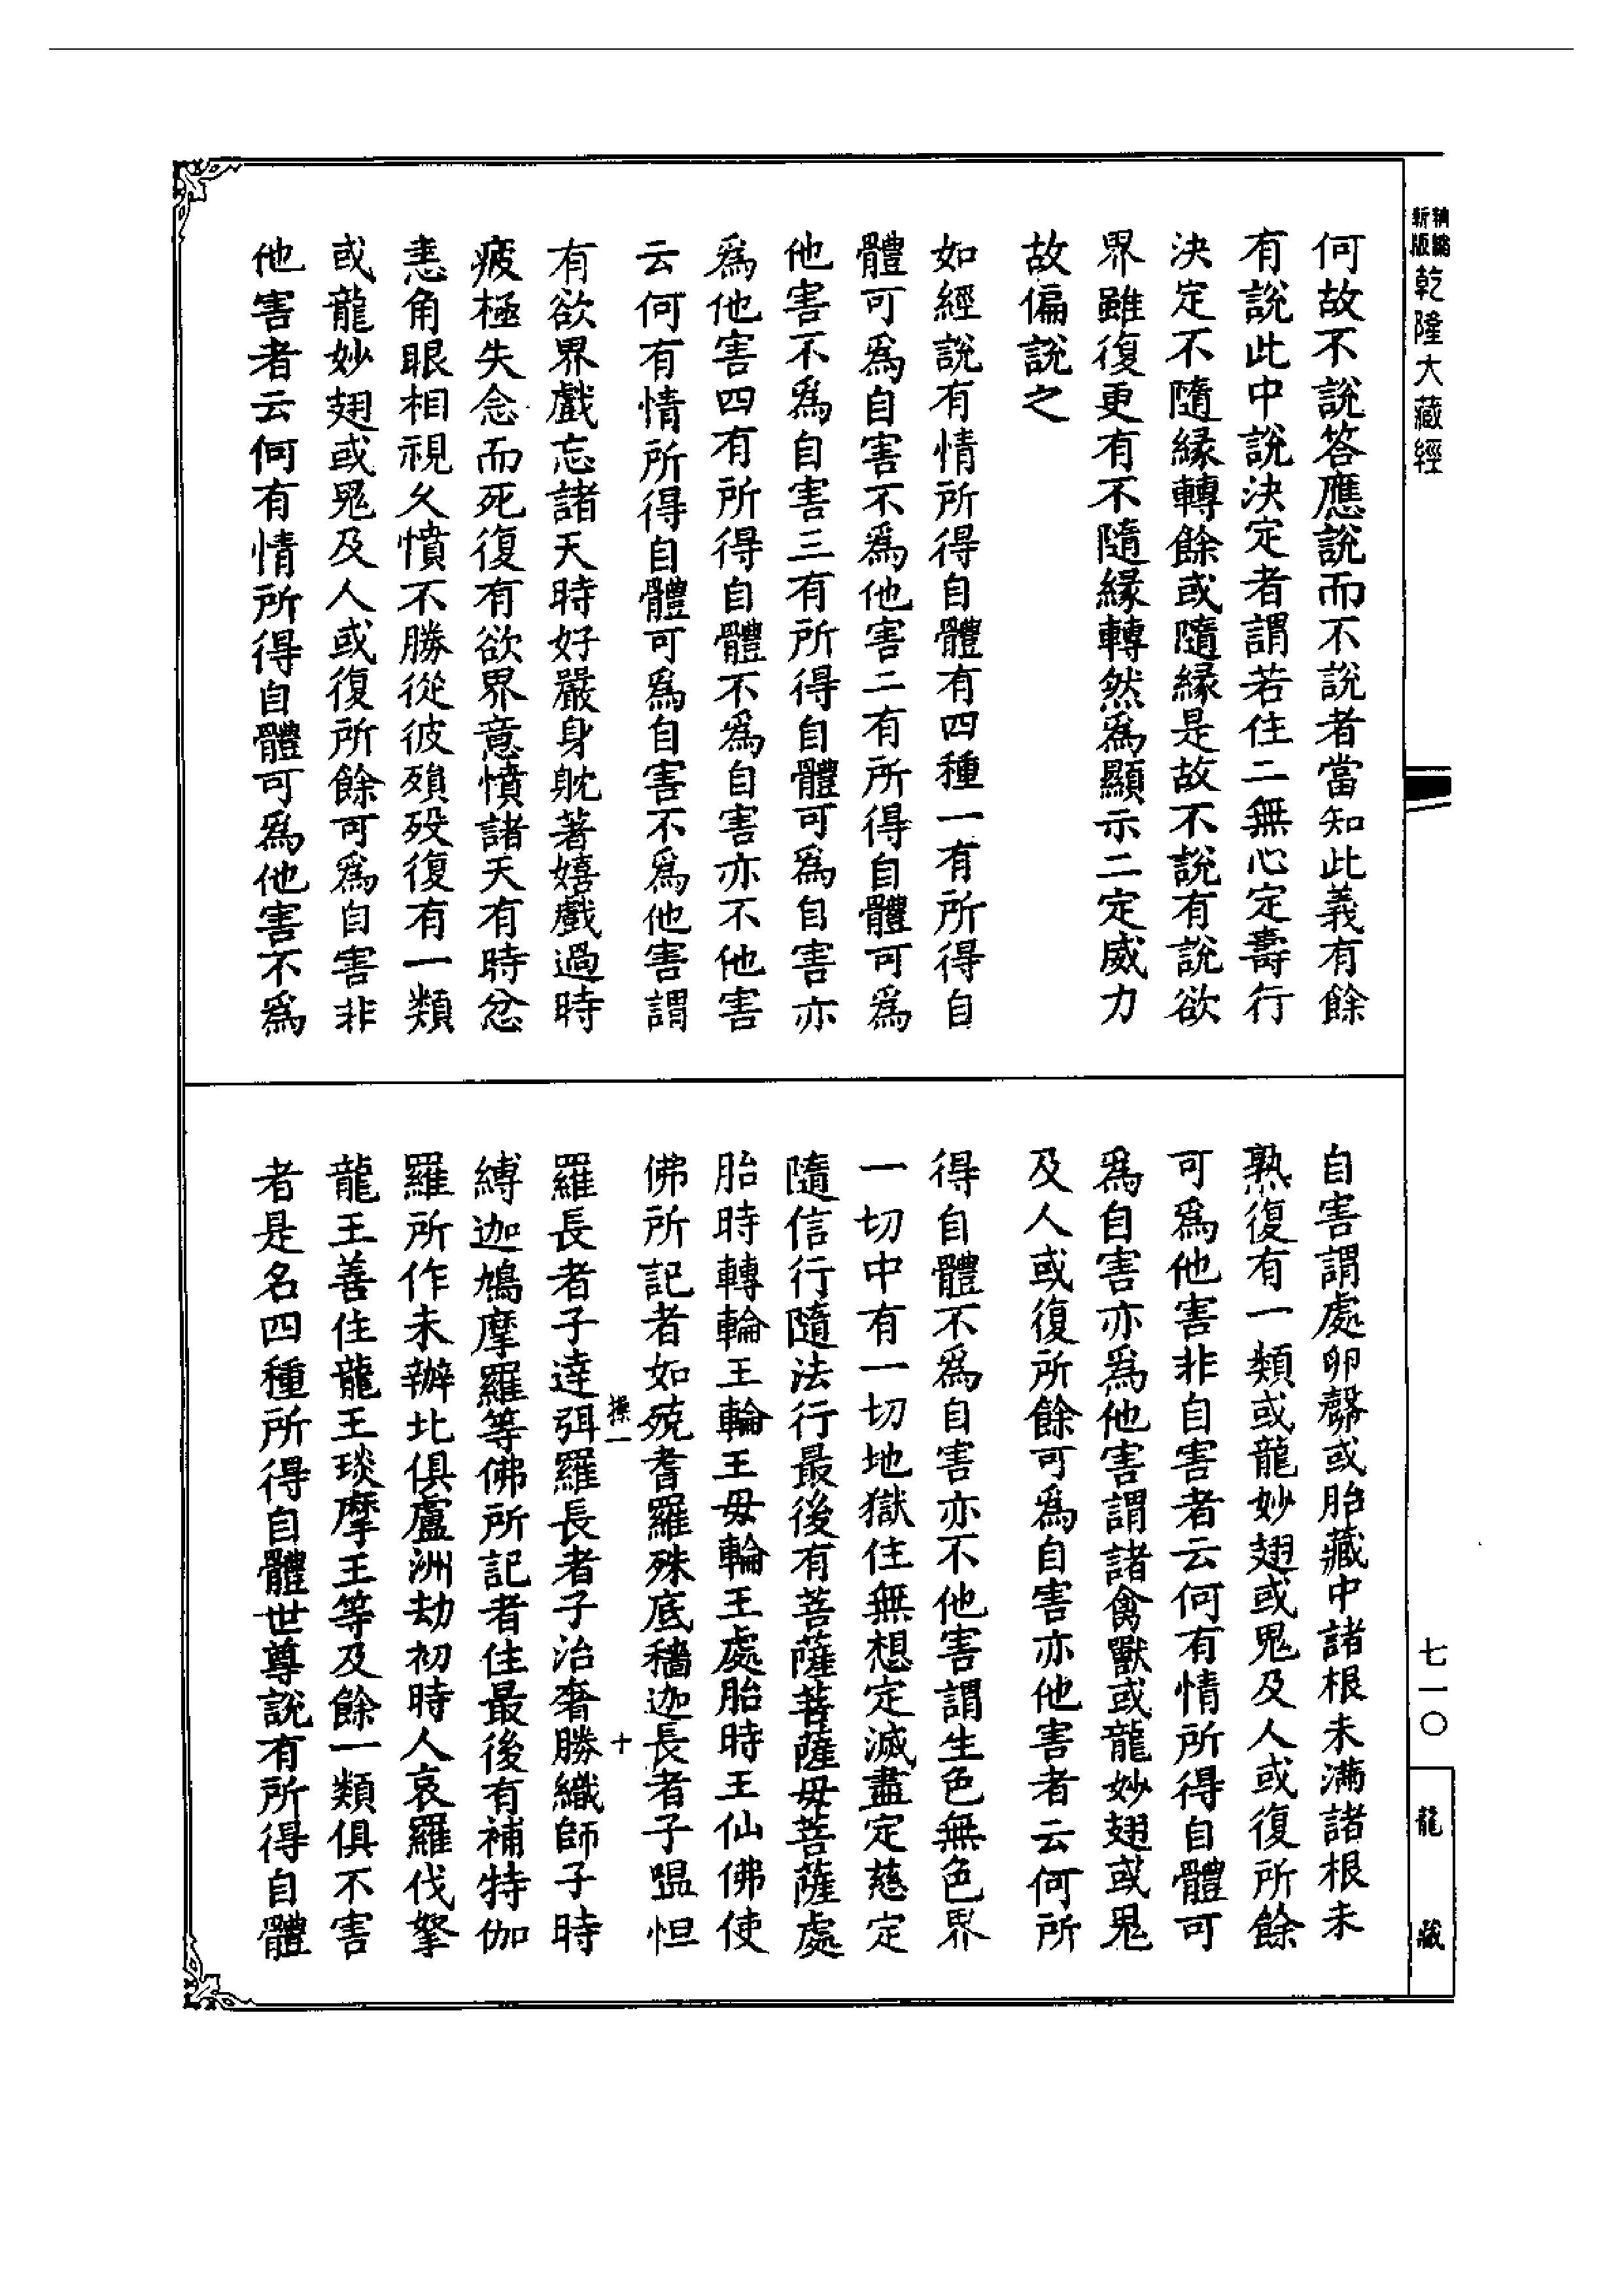 新版精縮乾隆大藏經
何故不說答應說而不說者當知此義有餘
有說此中說決定者謂若住二無心定壽行
決定不隨緣轉餘或隨緣是故不說有說欲
界雖復更有不隨緣轉然為顯示二定威力
故偏說之
如經說有情所得自體有四種一有所得自
體可為自害不為他害二有所得自體可為
他害不為自害三有所得自體可為自害亦
為他害四有所得自體不為自害亦不他害
云何有情所得自體可為自害不為他害謂
有欲界戲忘諸天時好嚴身躭著嬉戲過時
疲極失念而死復有欲界意憤諸天有時忿
恚角眼相視久憤不勝從彼殞歿復有一類
或龍妙翅或鬼及人或復所餘可為自害非
他害者云何有情所得自體可為他害不為
自害謂處卵㲉或胎藏中諸根未滿諸根未
熟復有一類或龍妙翅或鬼及人或復所餘
可為他害非自害者云何有情所得自體可
為自害亦為他害謂諸禽獸或龍妙翅或鬼
及人或復所餘可為自害亦他害者云何所
得自體不為自害亦不他害謂生色無色界
一切中有一切地獄住無想定滅盡定慈定
隨信行隨法行最後有菩薩菩薩母菩薩處
胎時轉輪王輪王母輪王處胎時王仙佛使
佛所記者如殑耆羅殊底穡迦長者子嗢怛
操一 十
羅長者子達弭羅長者子治奢勝織師子時
縛迦鳩摩羅等佛所記者住最後有補特伽
羅所作未辦北俱盧洲劫初時人哀羅伐拏
龍王善住龍王琰摩王等及餘一類俱不害
者是名四種所得自體世尊說有所得自體
七一〇
龍藏